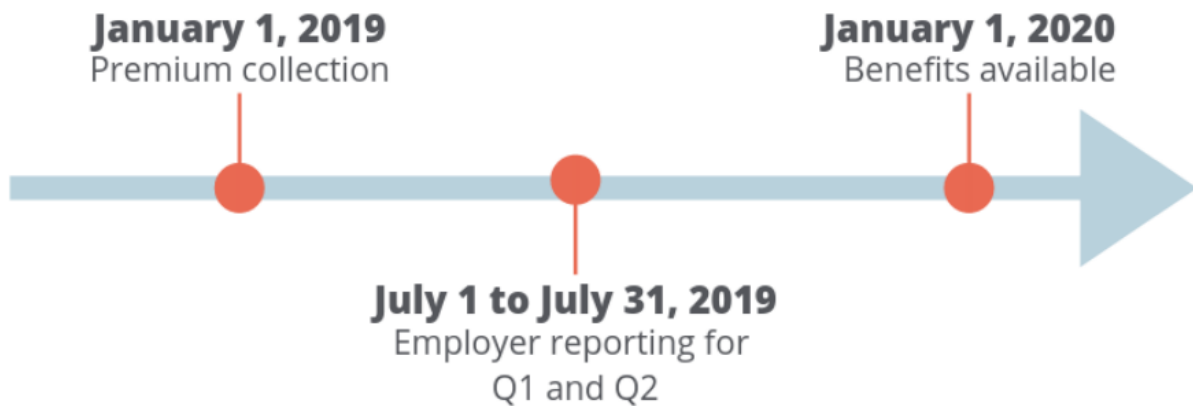 January 1, 2019
Premium collection
January 1, 2020
Benefits available
July 1 to July 31, 2019
Employer reporting for
Q1 and Q2